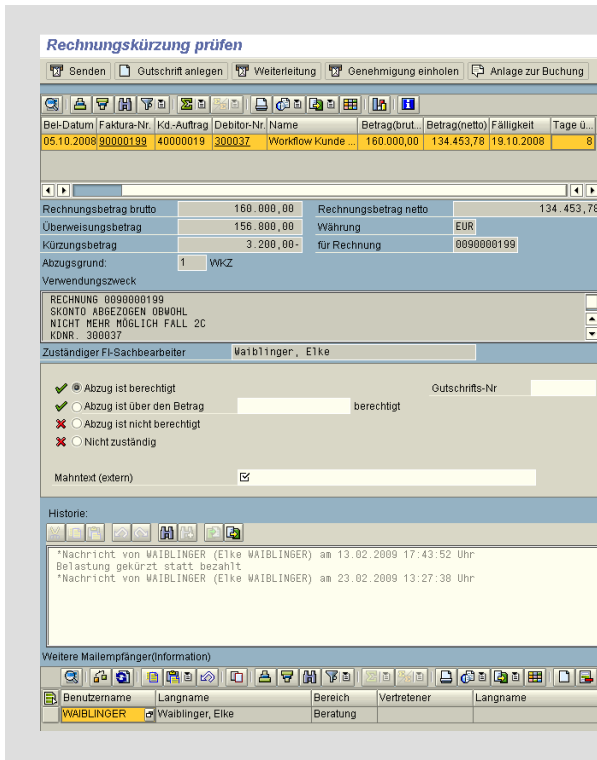 Rechnungskürzung prüfen
Senden Gutschrift anlegen Weiterleitung Genehmigung einholen Anlage zur Buchung
Bel-Datum Faktura-Nr. Kd.-Auftrag Debitor-Nr. Name Betrag(brut... Betrag(netto) Fälligkeit Tage ü...
05.10.2008 90000199 40000019 300037 Workflow Kunde ... 160.000,00 134.453,78 19.10.2008 8
Rechnungsbetrag brutto 160.000,00 Rechnungsbetrag netto 134.453,78
Überweisungsbetrag 156.800,00 Währung EUR
Kürzungsbetrag 3.200,00- für Rechnung 0090000199
Abzugsgrund: 1 WKZ
Verwendungszweck
RECHNUNG 0090000199
SKONTO ABGEZOGEN OBWOHL
NICHT MEHR MÖGLICH FALL 2C
KDNR. 300037
Zuständiger FI-Sachbearbeiter Waiblinger, Elke
Abzug ist berechtigt Gutschrifts-Nr
Abzug ist über den Betrag berechtigt
Abzug ist nicht berechtigt
Nicht zuständig
Mahntext (extern)
Historie:
*Nachricht von WAIBLINGER (Elke WAIBLINGER) am 13.02.2009 17:43:52 Uhr
Belastung gekürzt statt bezahlt
*Nachricht von WAIBLINGER (Elke WAIBLINGER) am 23.02.2009 13:27:38 Uhr
Weitere Mailempfänger(Information)
Benutzername Langname Bereich Vertretener Langname
WAIBLINGER Waiblinger, Elke Beratung